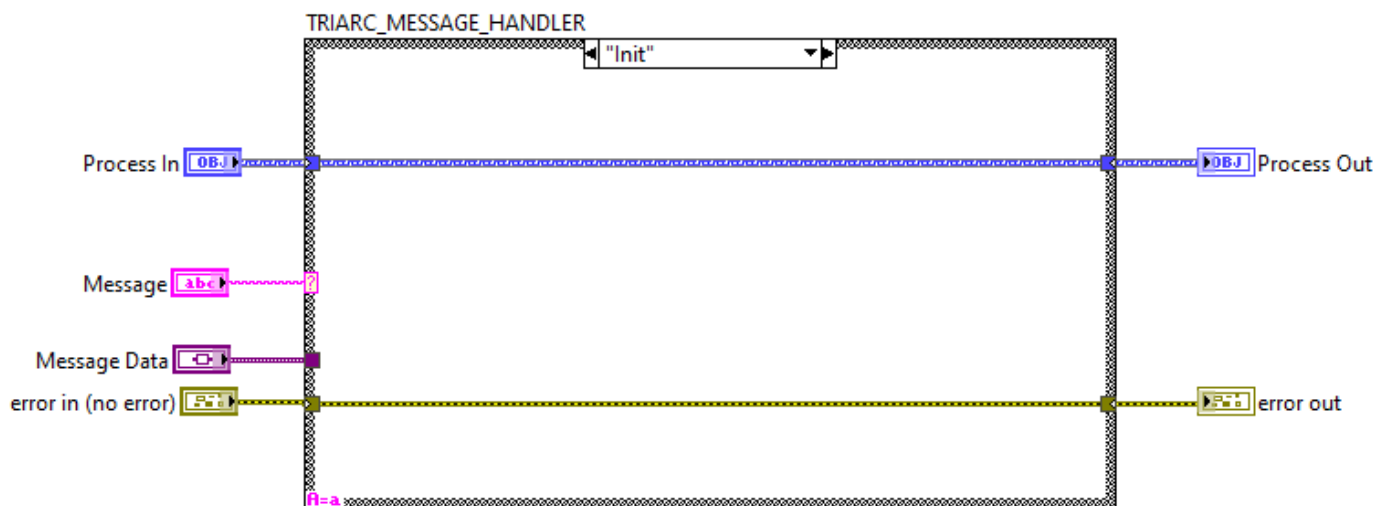 TRIARC_MESSAGE_HANDLER
"Init"
Process In OBJ
OBJ Process Out
Message abc
?
Message Data
error in (no error)
error out
A=a